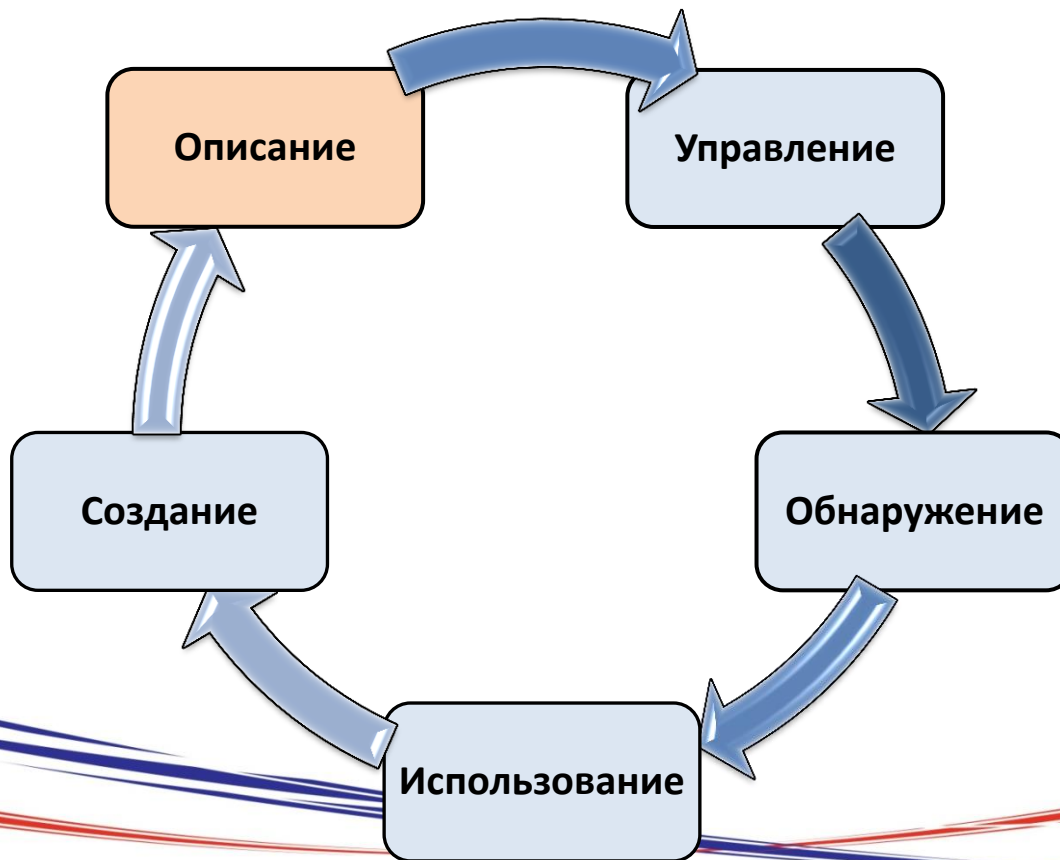 Описание
Управление
Создание
Обнаружение
Использование